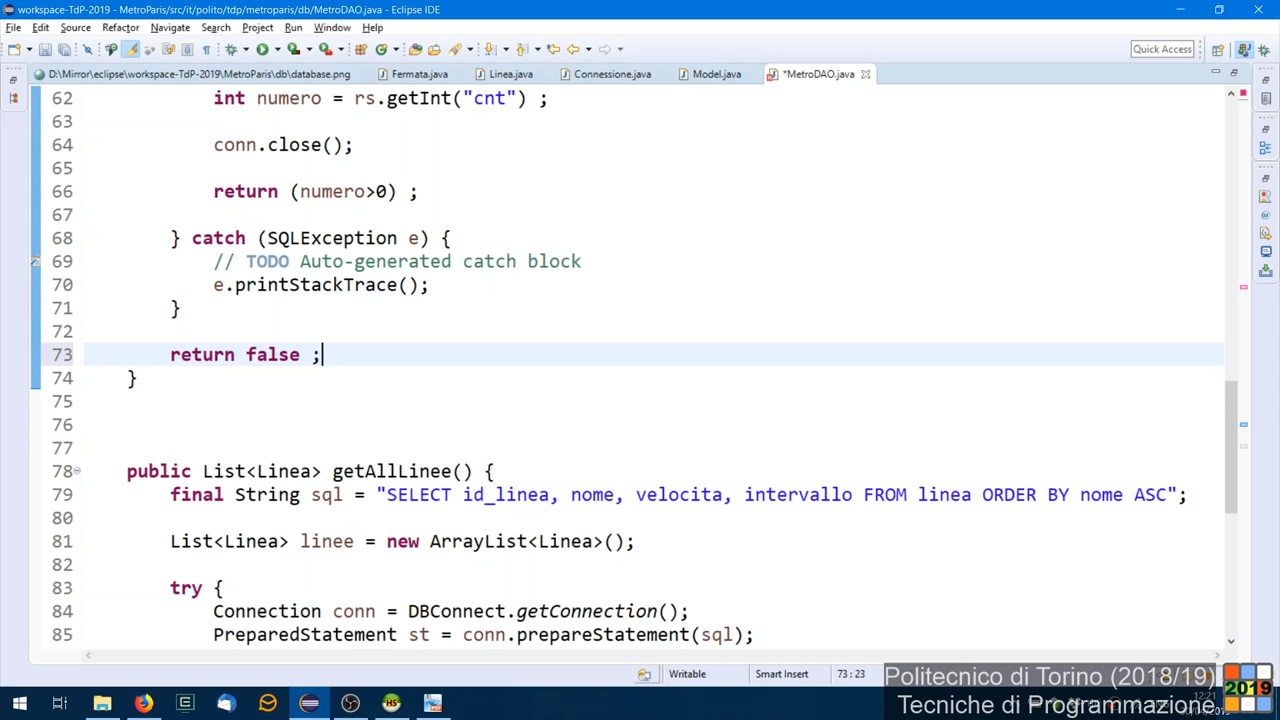 workspace-TdP-2019 - MetroParis/src/it/polito/tdp/metroparis/db/MetroDAO.java - Eclipse IDE
File Edit Source Refactor Navigate Search Project Run Window Help
Quick Access
D:\Mirror\eclipse\workspace-TdP-2019\MetroParis\db\database.png Fermata.java Linea.java Connessione.java Model.java *MetroDAO.java
62 int numero = rs.getInt("cnt") ;
63
64 conn.close();
65
66 return (numero>0) ;
67
68 } catch (SQLException e) {
69 // TODO Auto-generated catch block
70 e.printStackTrace();
71 }
72
73 return false ;
74 }
75
76
77
78 public List<Linea> getAllLinee() {
79 final String sql = "SELECT id_linea, nome, velocita, intervallo FROM linea ORDER BY nome ASC";
80
81 List<Linea> linee = new ArrayList<Linea>();
82
83 try {
84 Connection conn = DBConnect.getConnection();
85 PreparedStatement st = conn.prepareStatement(sql);
Writable Smart Insert 73 : 23
Politecnico di Torino (2018/19)
Tecniche di Programmazione
2019